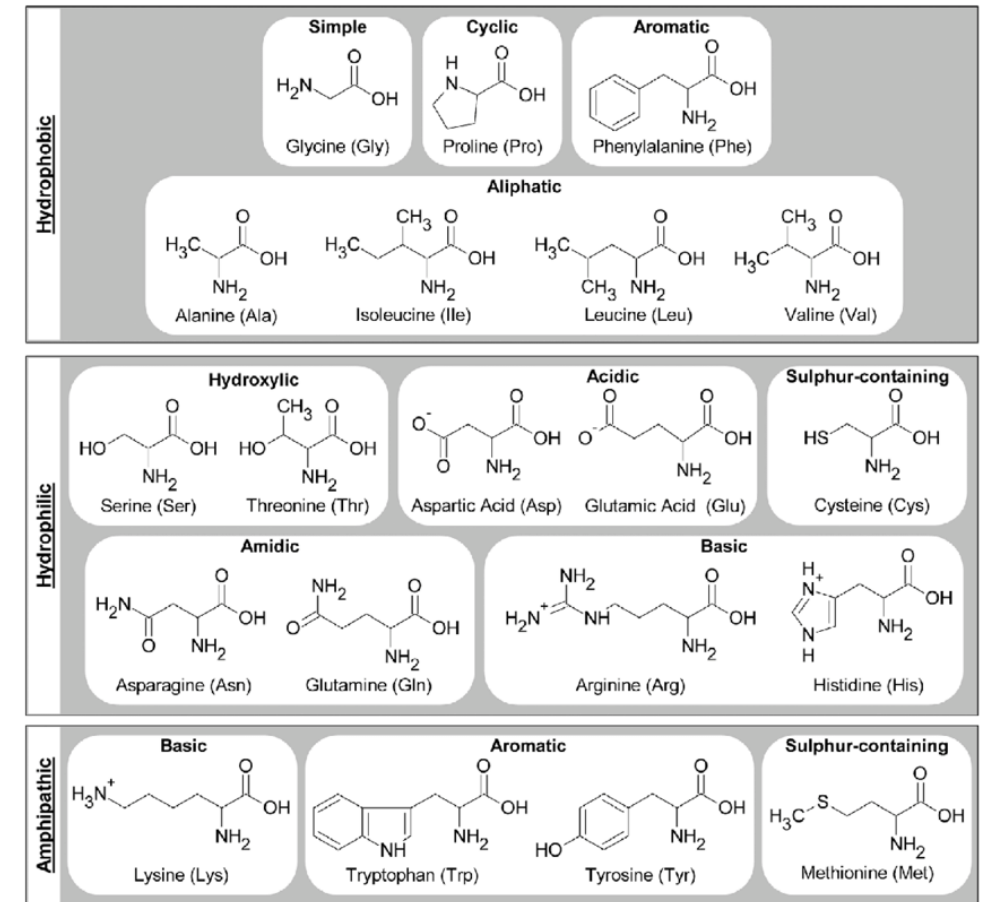 Hydrophobic
Simple
H2N
O
OH
Glycine (Gly)
Cyclic
H
N
O
OH
Proline (Pro)
Aromatic
O
OH
NH2
Phenylalanine (Phe)
Aliphatic
H3C
O
OH
NH2
Alanine (Ala)
CH3
O
H3C
OH
NH2
Isoleucine (Ile)
O
H3C
OH
CH3
NH2
Leucine (Leu)
CH3
O
H3C
OH
NH2
Valine (Val)
Hydrophilic
Hydroxylic
O
HO
OH
NH2
Serine (Ser)
CH3
O
HO
OH
NH2
Threonine (Thr)
Acidic
O-
O
O
OH
NH2
Aspartic Acid (Asp)
O
O
O-
OH
NH2
Glutamic Acid (Glu)
Sulphur-containing
O
HS
OH
NH2
Cysteine (Cys)
Amidic
O
H2N
OH
O
NH2
Asparagine (Asn)
NH2
O
O
OH
NH2
Glutamine (Gln)
Basic
NH2
O
H2N+
NH
OH
NH2
Arginine (Arg)
H
N+
O
OH
NH2
N
H
Histidine (His)
Amphipathic
Basic
H3N+
O
OH
NH2
Lysine (Lys)
Aromatic
O
OH
NH2
NH
Tryptophan (Trp)
O
OH
NH2
HO
Tyrosine (Tyr)
Sulphur-containing
O
H3C
S
OH
NH2
Methionine (Met)